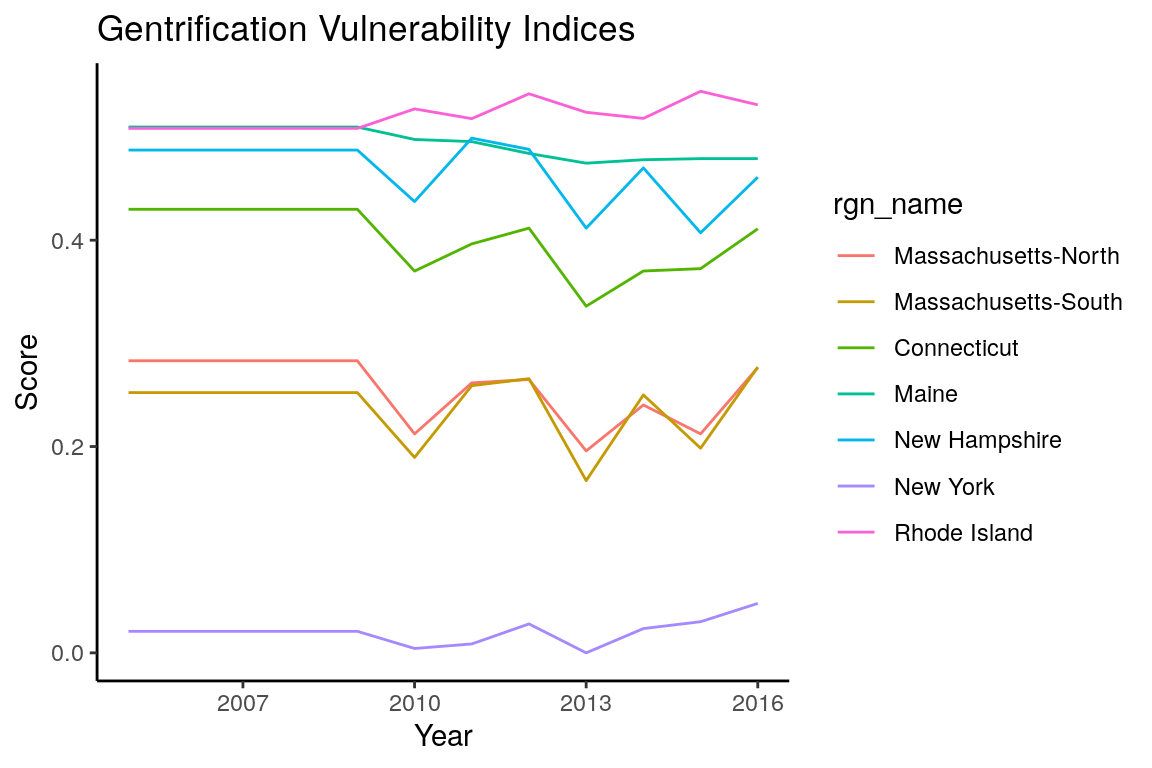 Gentrification Vulnerability Indices
Score
0.4
0.2
0.0
2007 2010 2013 2016
Year
rgn_name
Massachusetts-North
Massachusetts-South
Connecticut
Maine
New Hampshire
New York
Rhode Island